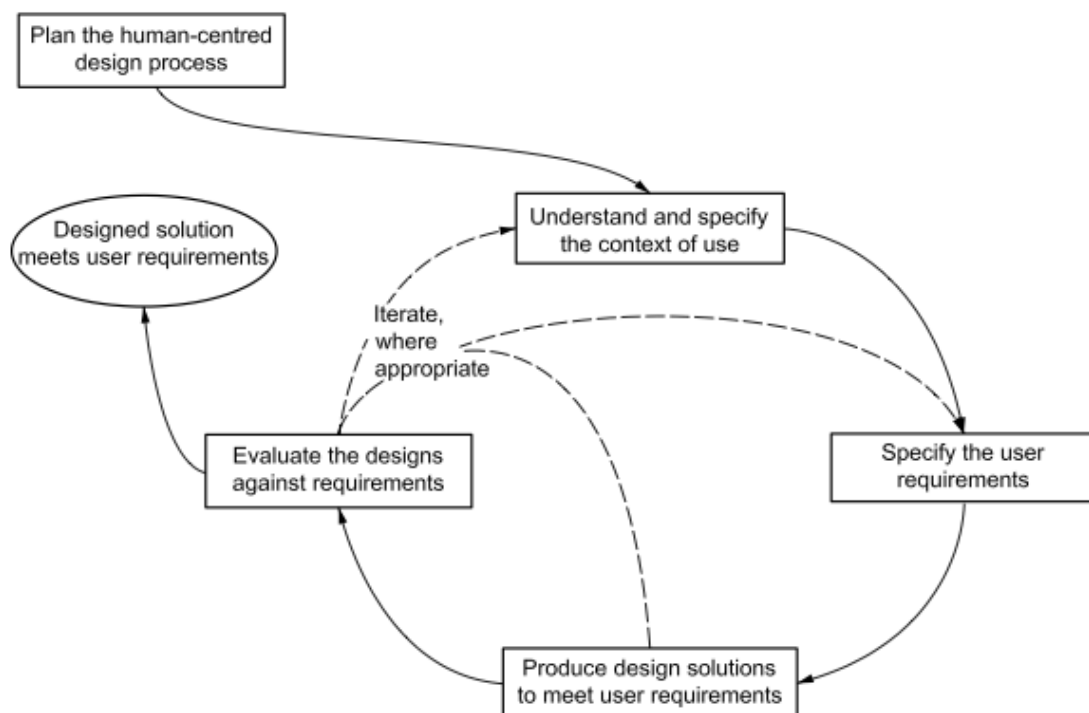 Plan the human-centred
design process
Understand and specify
the context of use
Designed solution
meets user requirements
Iterate,
where
appropriate
Evaluate the designs
against requirements
Specify the user
requirements
Produce design solutions
to meet user requirements